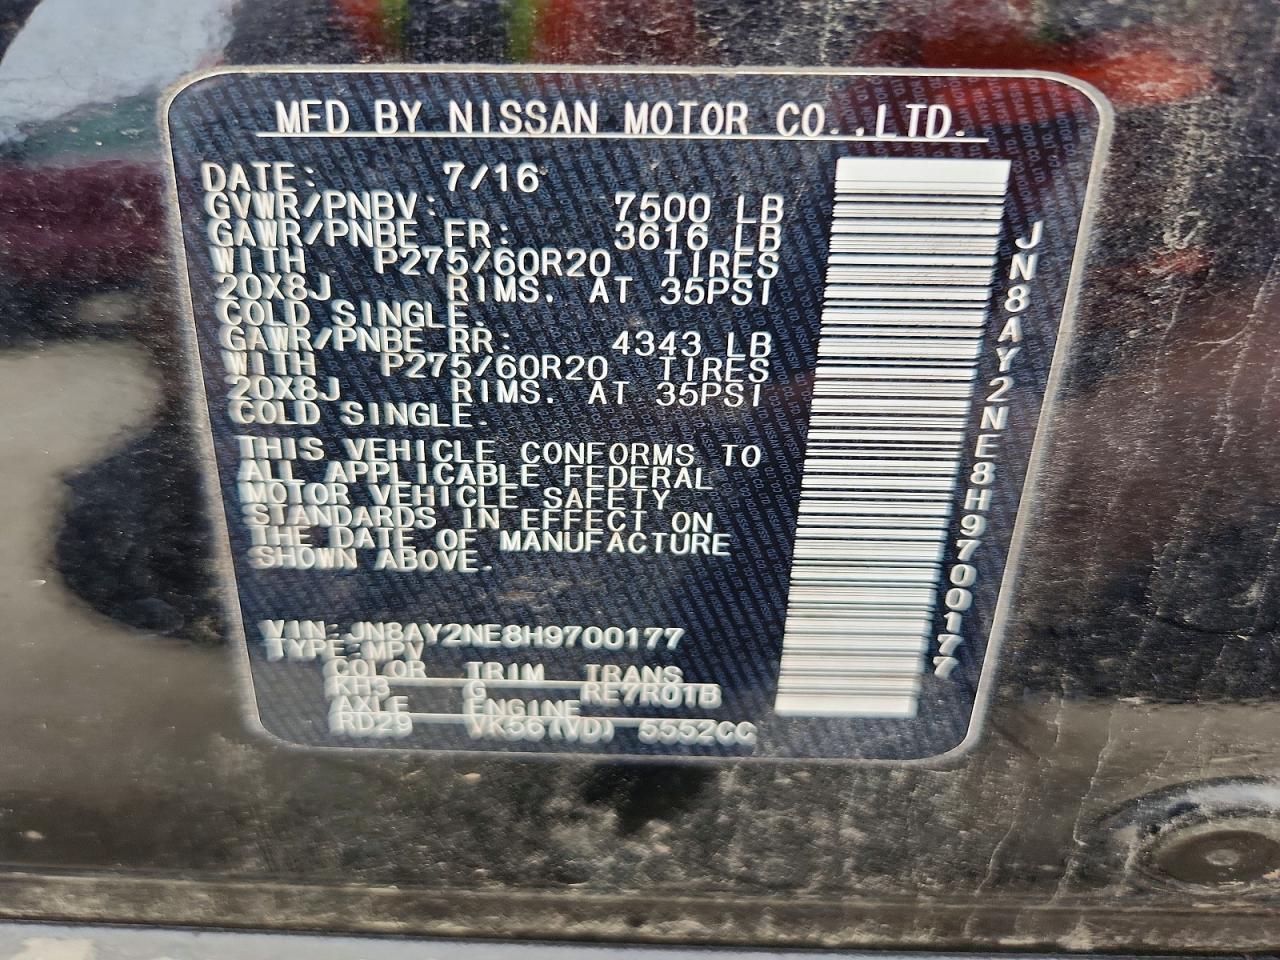 MFD BY NISSAN MOTOR CO.,LTD.
DATE: 7/16
GVWR/PNBV: 7500 LB
GAWR/PNBE FR: 3616 LB
WITH P275/60R20 TIRES
20X8J RIMS. AT 35PSI
COLD SINGLE.
GAWR/PNBE RR: 4343 LB
WITH P275/60R20 TIRES
20X8J RIMS. AT 35PSI
COLD SINGLE.
THIS VEHICLE CONFORMS TO
ALL APPLICABLE FEDERAL
MOTOR VEHICLE SAFETY
STANDARDS IN EFFECT ON
THE DATE OF MANUFACTURE
SHOWN ABOVE.
VIN: JN8AY2NE8H9700177
TYPE:MPV
COLOR TRIM TRANS
KH3 G RE7R01B
AXLE ENGINE
RD29 VK56(VD) 5552CC
JN8AY2NE8H9700177